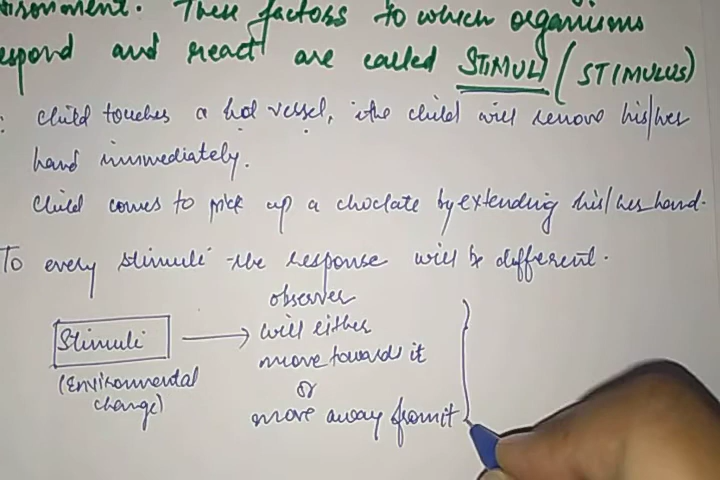 ironment. These factors to which organisms
espond and react are called STIMULI (STIMULUS)
: Child touches a hot vessel, the child will remove his/her
hand immediately.
Child comes to pick up a choclate by extending his/her hand.
To every stimuli the response will be different.
observer
Stimuli → will either
move towards it
(Environmental change) or
move away from it